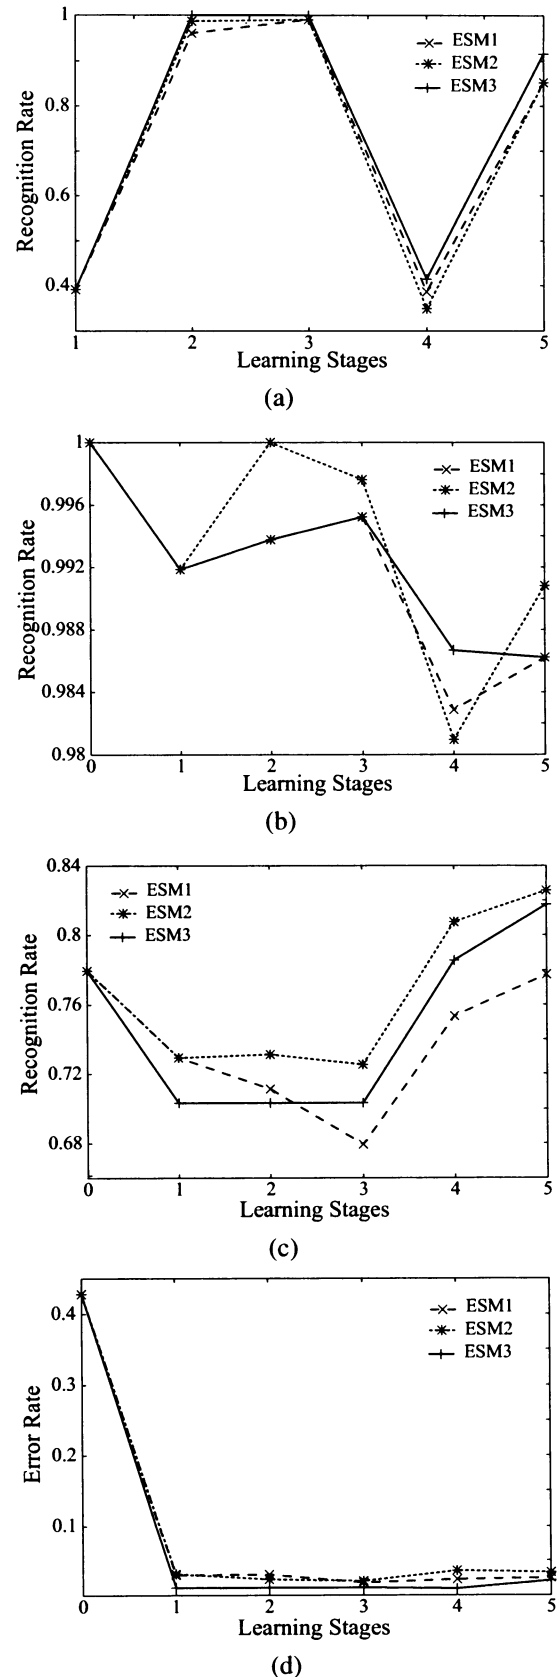 1
0.8
0.6
0.4
Recognition Rate
ESM1
ESM2
ESM3
1 2 3 4 5
Learning Stages
(a)
1
0.996
0.992
0.988
0.984
0.98
Recognition Rate
ESM1
ESM2
ESM3
0 1 2 3 4 5
Learning Stages
(b)
0.84
0.8
0.76
0.72
0.68
Recognition Rate
ESM1
ESM2
ESM3
0 1 2 3 4 5
Learning Stages
(c)
0.4
0.3
0.2
0.1
Error Rate
ESM1
ESM2
ESM3
0 1 2 3 4 5
Learning Stages
(d)